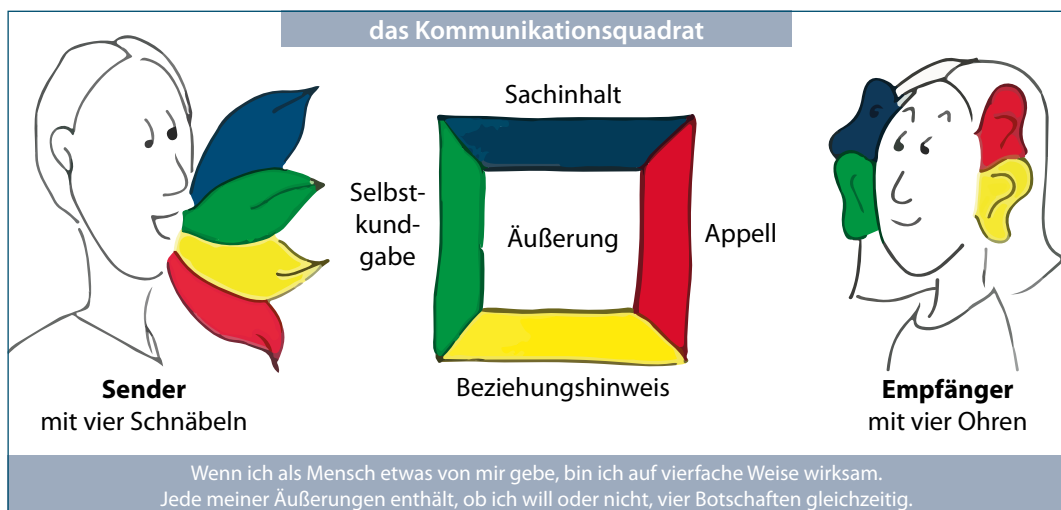 das Kommunikationsquadrat
Sachinhalt
Selbst-
kund-
gabe
Äußerung
Appell
Beziehungshinweis
Sender
mit vier Schnäbeln
Empfänger
mit vier Ohren
Wenn ich als Mensch etwas von mir gebe, bin ich auf vierfache Weise wirksam.
Jede meiner Äußerungen enthält, ob ich will oder nicht, vier Botschaften gleichzeitig.